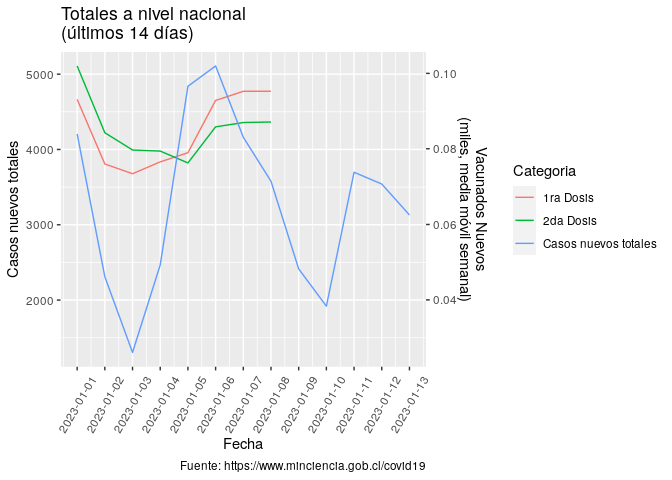 Totales a nivel nacional
(últimos 14 días)
Casos nuevos totales
5000
4000
3000
2000
0.10
0.08
0.06
0.04
Vacunados Nuevos
(miles, media móvil semanal)
2023-01-01
2023-01-02
2023-01-03
2023-01-04
2023-01-05
2023-01-06
2023-01-07
2023-01-08
2023-01-09
2023-01-10
2023-01-11
2023-01-12
2023-01-13
Fecha
Categoria
1ra Dosis
2da Dosis
Casos nuevos totales
Fuente: https://www.minciencia.gob.cl/covid19